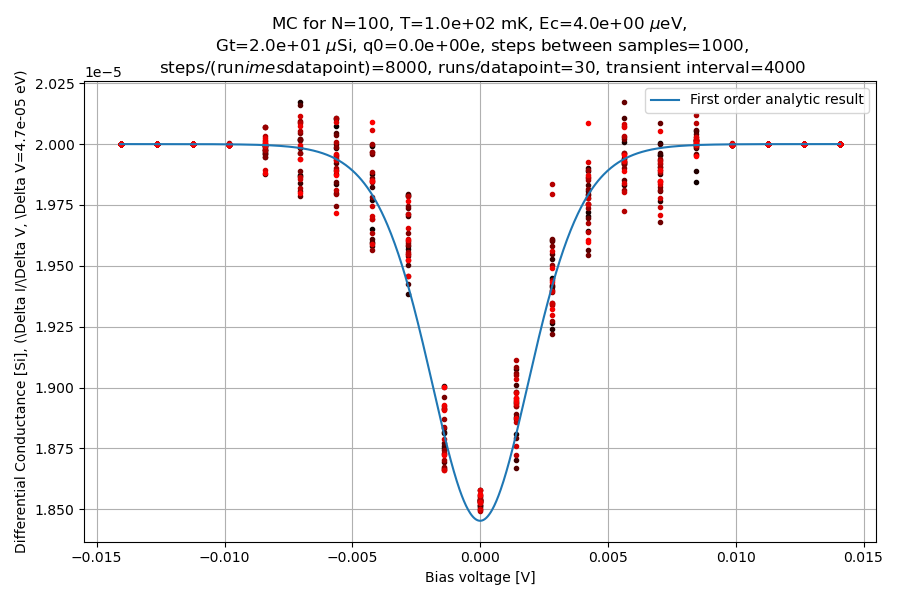 MC for N=100, T=1.0e+02 mK, Ec=4.0e+00 μeV,
Gt=2.0e+01 μSi, q0=0.0e+00e, steps between samples=1000,
steps/(runimesdatapoint)=8000, runs/datapoint=30, transient interval=4000
1e−5
First order analytic result
2.025
2.000
1.975
1.950
1.925
1.900
1.875
1.850
Differential Conductance [Si], (\Delta I/\Delta V, \Delta V=4.7e-05 eV)
−0.015
−0.010
−0.005
0.000
0.005
0.010
0.015
Bias voltage [V]